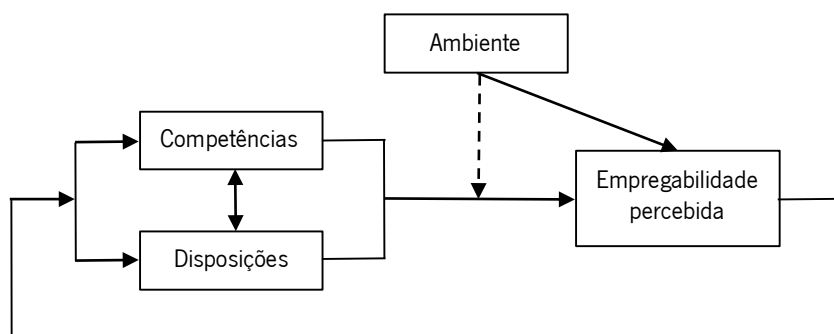 Ambiente
Competências
Disposições
Empregabilidade
percebida